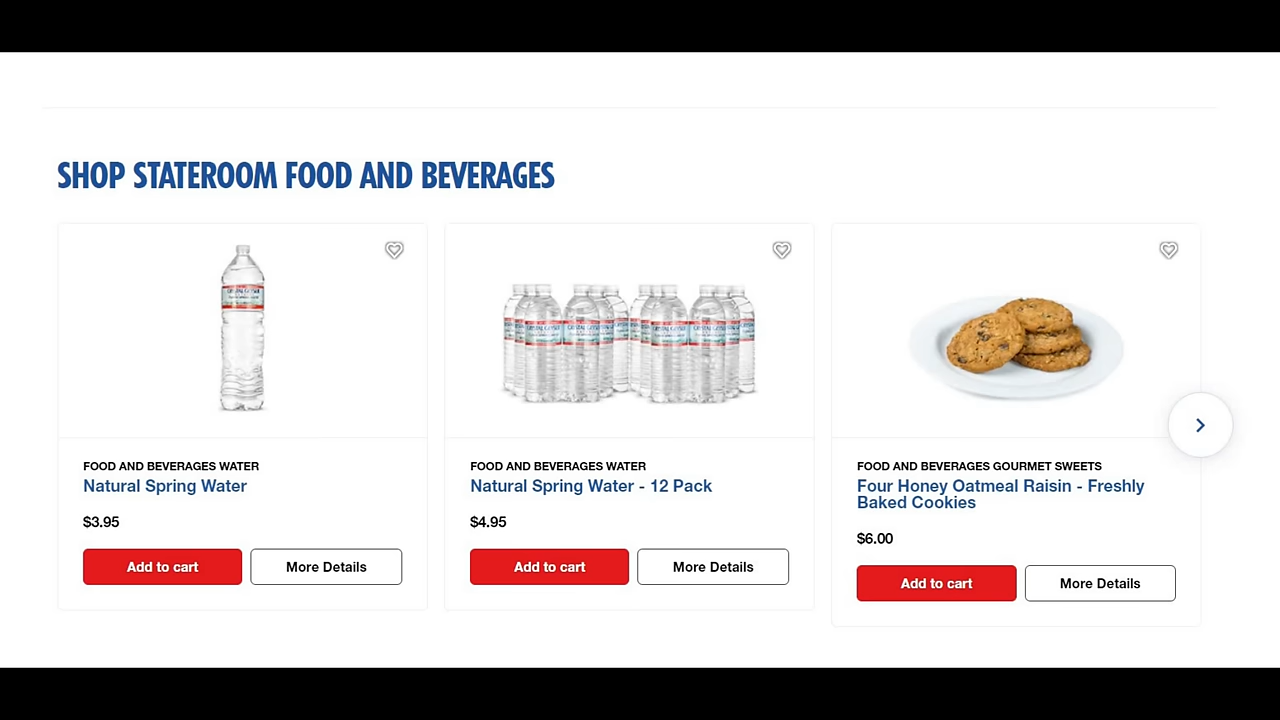 SHOP STATEROOM FOOD AND BEVERAGES
FOOD AND BEVERAGES WATER
Natural Spring Water
$3.95
Add to cart
More Details
FOOD AND BEVERAGES WATER
Natural Spring Water - 12 Pack
$4.95
Add to cart
More Details
FOOD AND BEVERAGES GOURMET SWEETS
Four Honey Oatmeal Raisin - Freshly
Baked Cookies
$6.00
Add to cart
More Details